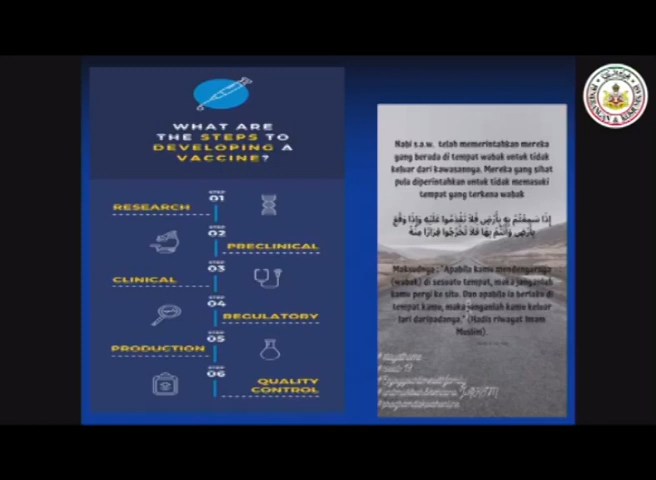 WHAT ARE
THE STEPS TO
DEVELOPING A
VACCINE?
STEP
01
RESEARCH
STEP
02
PRECLINICAL
STEP
03
CLINICAL
STEP
04
REGULATORY
STEP
05
PRODUCTION
STEP
06
QUALITY
CONTROL
Nabi s.a.w. telah memerintahkan mereka
yang berada di tempat wabak untuk tidak
keluar dari kawasannya. Mereka yang sihat
pula diperintahkan untuk tidak memasuki
tempat yang terkena wabak
إِذَا سَمِعْتُمْ بِهِ بِأَرْضٍ فَلَا تَقْدَمُوا عَلَيْهِ وَإِذَا وَقَعَ
بِأَرْضٍ وَأَنْتُمْ بِهَا فَلَا تَخْرُجُوا فِرَارًا مِنْهُ
Maksudnya : "Apabila kamu mendengarnya
(wabak) di sesuatu tempat, maka janganlah
kamu pergi ke situ. Dan apabila ia berlaku di
tempat kamu, maka janganlah kamu keluar
lari daripadanya." (Hadis riwayat Imam
Muslim).
#stayathome